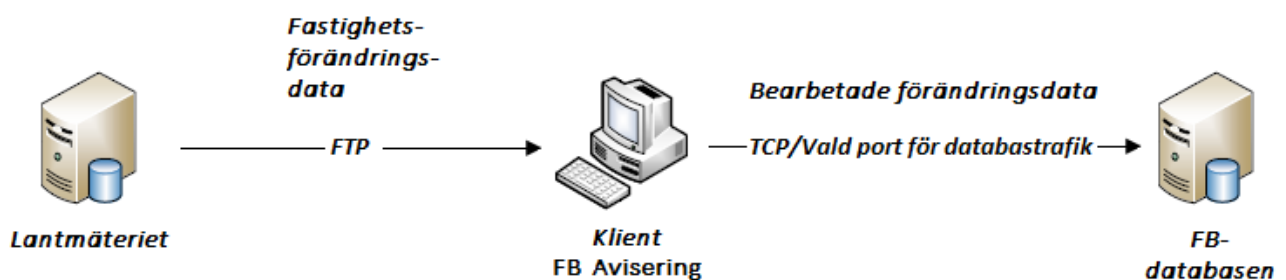 Fastighets-
förändrings-
data
FTP
Bearbetade förändringsdata
TCP/Vald port för databastrafik
Lantmäteriet
Klient
FB Avisering
FB-
databasen